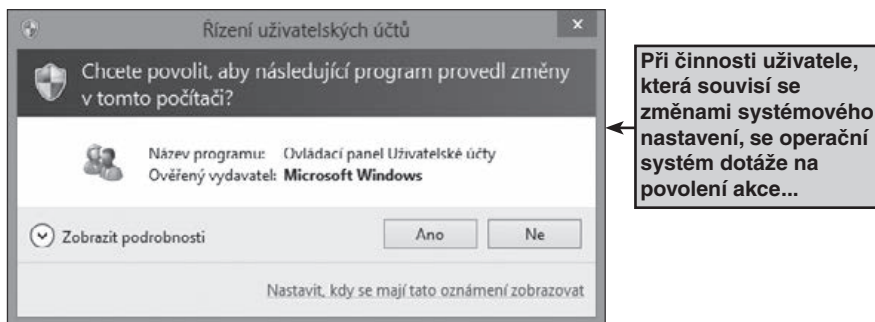 Řízení uživatelských účtů
x
Chcete povolit, aby následující program provedl změny
v tomto počítači?
Název programu: Ovládací panel Uživatelské účty
Ověřený vydavatel: Microsoft Windows
Zobrazit podrobnosti
Ano
Ne
Nastavit, kdy se mají tato oznámení zobrazovat
Při činnosti uživatele,
která souvisí se
změnami systémového
nastavení, se operační
systém dotáže na
povolení akce...